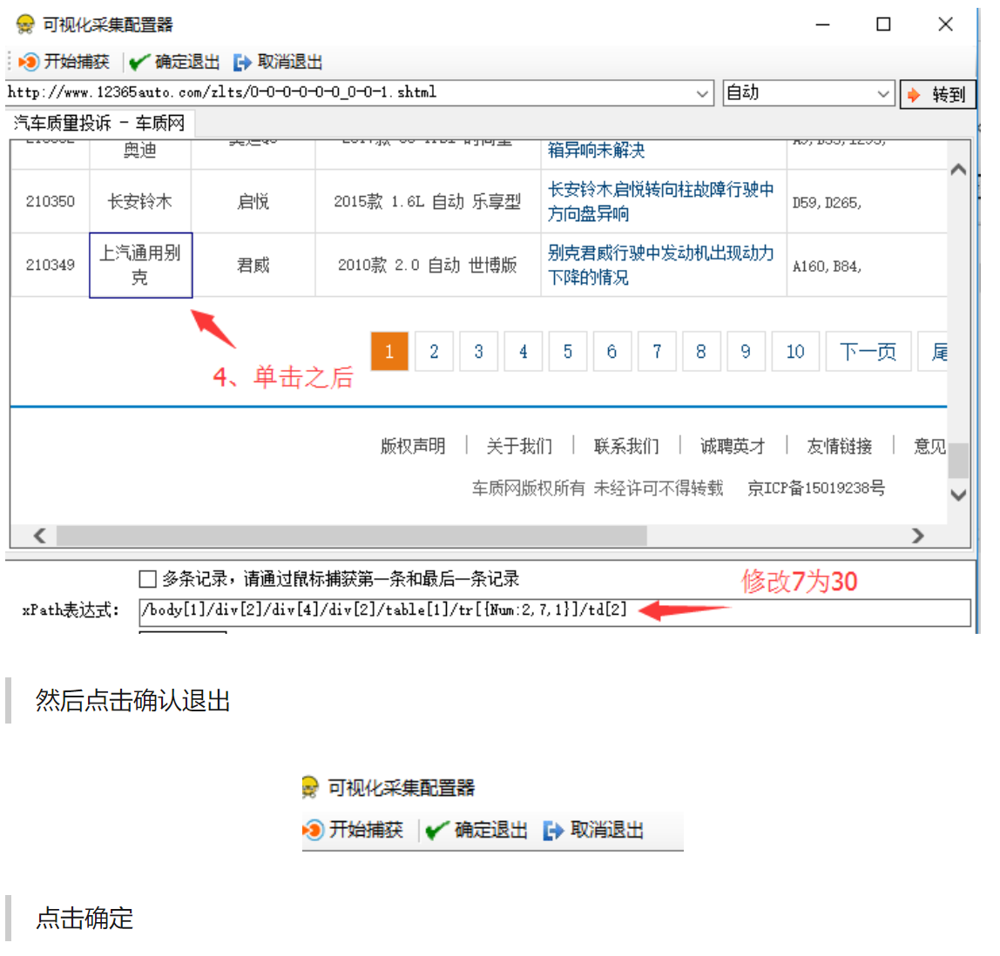 可视化采集配置器
开始捕获 确定退出 取消退出
http://www.12365auto.com/zlts/0-0-0-0-0-0_0-0-1.shtml 自动 转到
汽车质量投诉 - 车质网
奥迪 箱异响未解决
210350 长安铃木 启悦 2015款 1.6L 自动 乐享型 长安铃木启悦转向柱故障行驶中 D59,D265,
方向盘异响
210349 上汽通用别 君威 2010款 2.0 自动 世博版 别克君威行驶中发动机出现动力 A160,B84,
克 下降的情况
1 2 3 4 5 6 7 8 9 10 下一页 尾
4、单击之后
版权声明 关于我们 联系我们 诚聘英才 友情链接 意见
车质网版权所有 未经许可不得转载 京ICP备15019238号
多条记录，请通过鼠标捕获第一条和最后一条记录
修改7为30
xPath表达式： /body[1]/div[2]/div[4]/div[2]/table[1]/tr[{Num:2,7,1}]/td[2]
然后点击确认退出
可视化采集配置器
开始捕获 确定退出 取消退出
点击确定